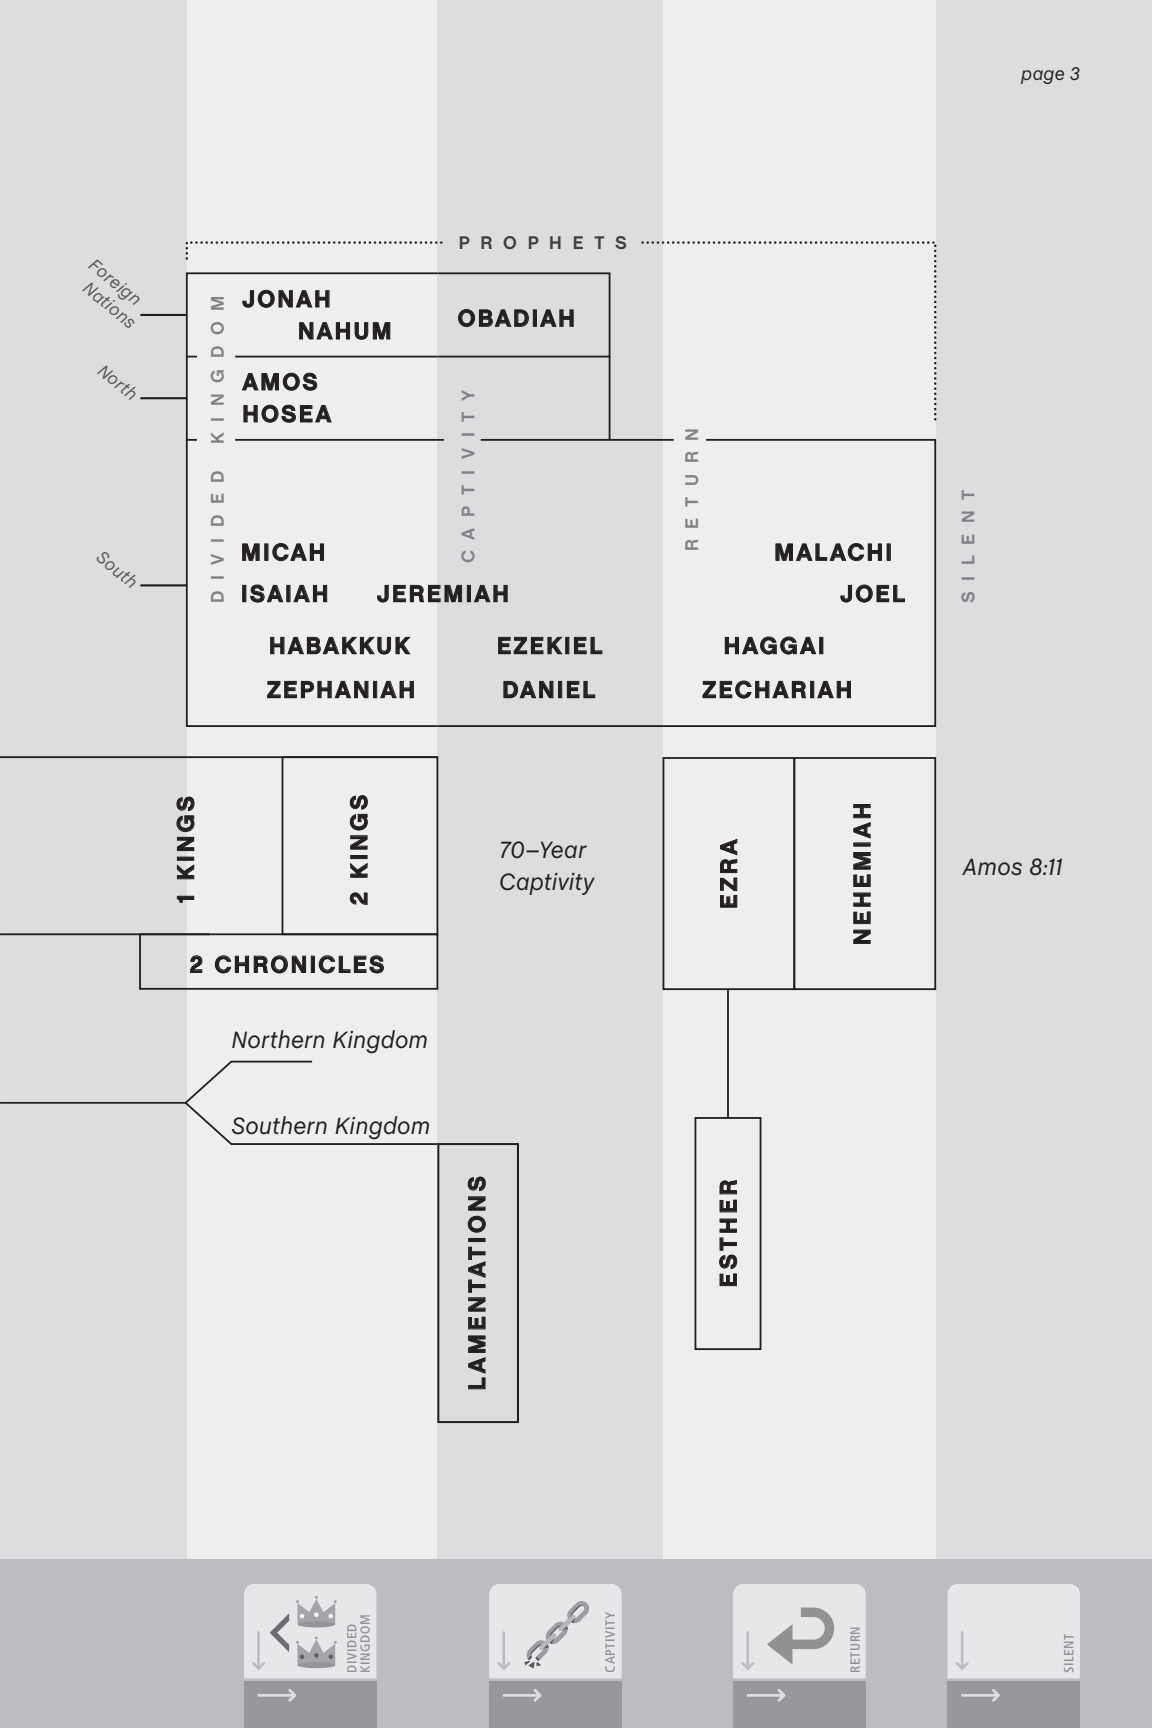 page 3
PROPHETS
Foreign
Nations
JONAH
NAHUM
OBADIAH
North
AMOS
HOSEA
DIVIDED KINGDOM
CAPTIVITY
RETURN
SILENT
South
MICAH
MALACHI
ISAIAH JEREMIAH
JOEL
HABAKKUK EZEKIEL HAGGAI
ZEPHANIAH DANIEL ZECHARIAH
1 KINGS
2 KINGS
70–Year
Captivity
EZRA
NEHEMIAH
Amos 8:11
2 CHRONICLES
Northern Kingdom
Southern Kingdom
LAMENTATIONS
ESTHER
DIVIDED
KINGDOM
CAPTIVITY
RETURN
SILENT